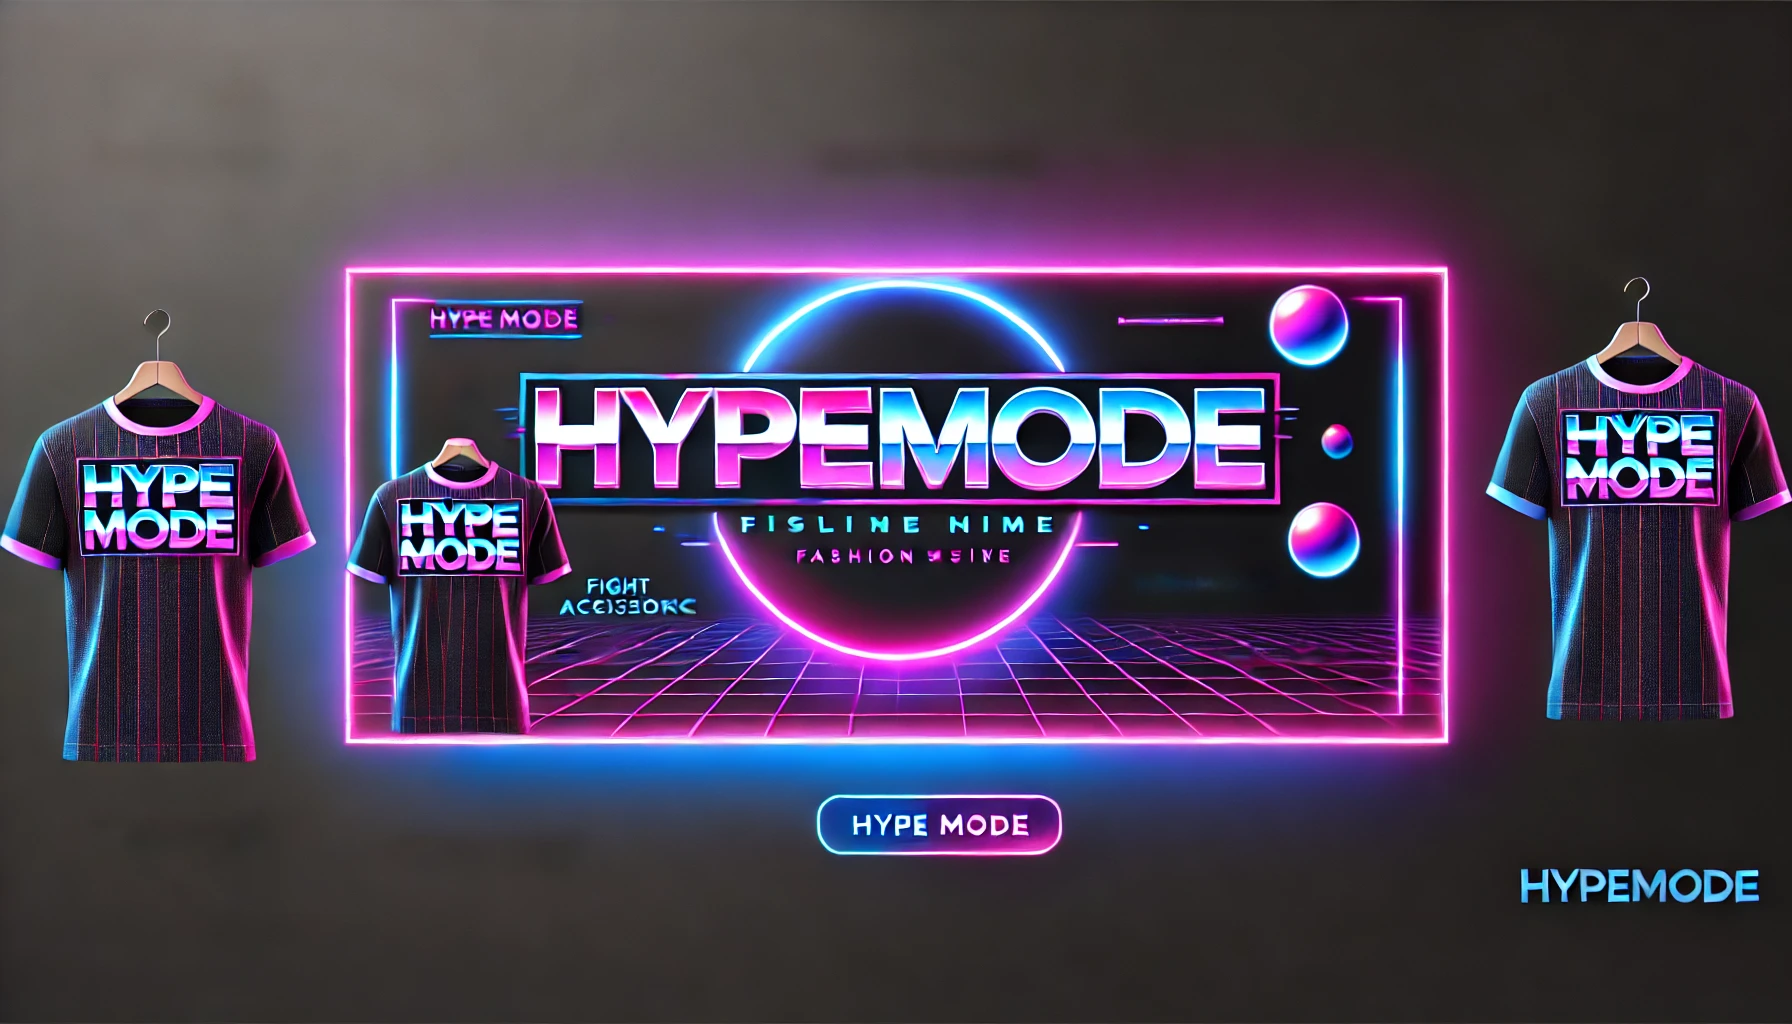 HYPE MODE
HYPEMODE
FISLINE NIME
FASHION
FIGHT
HYPE
MODE
HYPE
MODE
HYPE
MODE
HYPE MODE
HYPEMODE